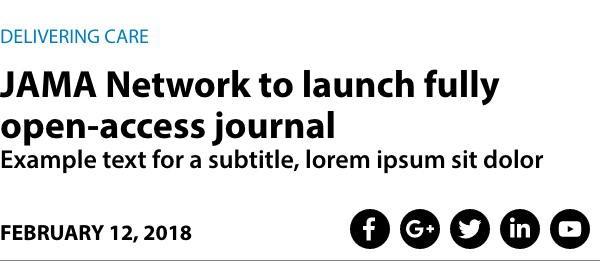 DELIVERING CARE
JAMA Network to launch fully
open-access journal
Example text for a subtitle, lorem ipsum sit dolor
FEBRUARY 12, 2018
f G+ in